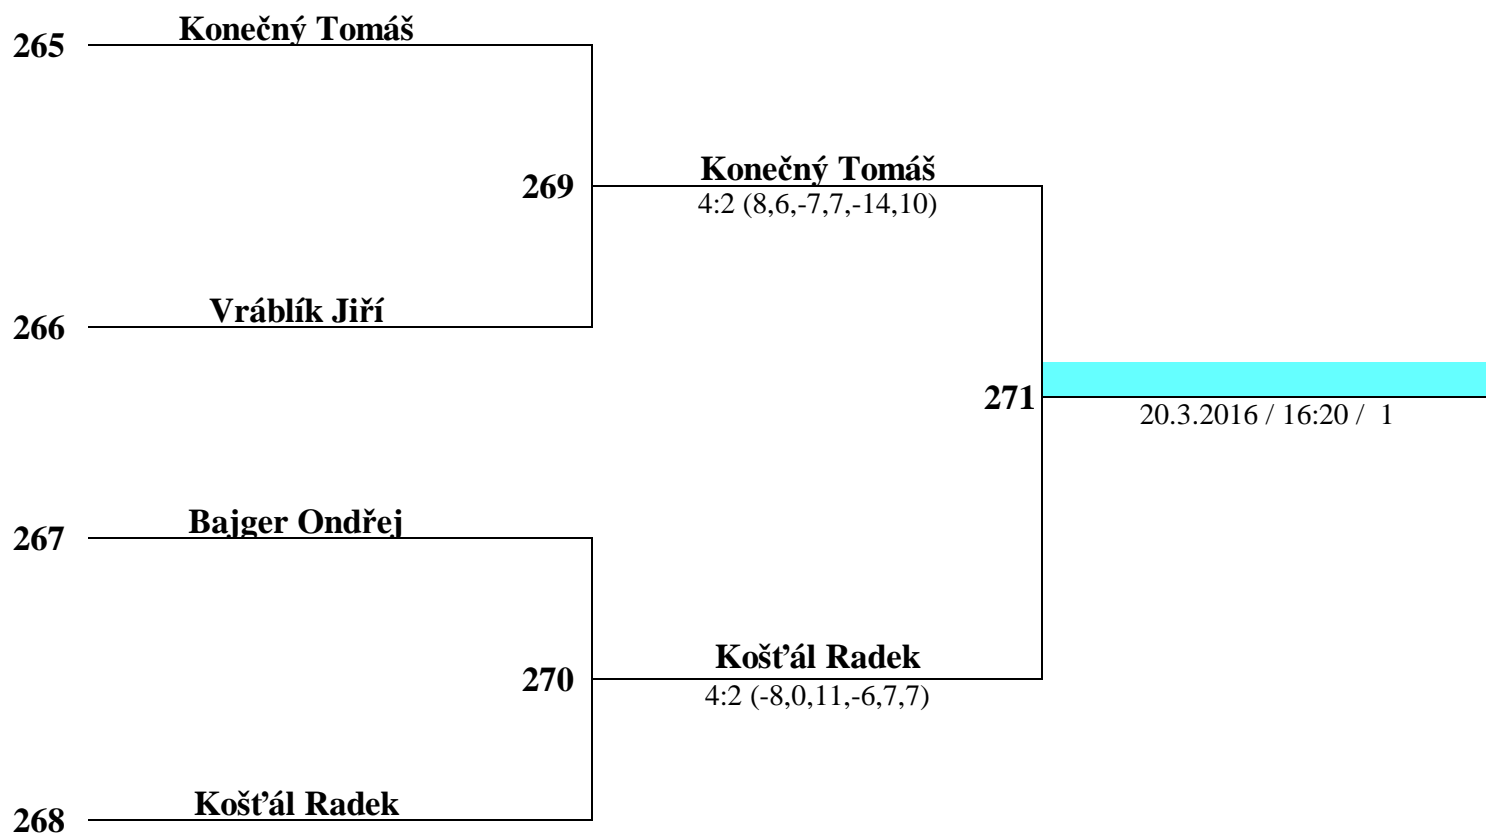 265 Konečný Tomáš
269 Konečný Tomáš
4:2 (8,6,-7,7,-14,10)
266 Vráblík Jiří
271
20.3.2016 / 16:20 / 1
267 Bajger Ondřej
270 Košťál Radek
4:2 (-8,0,11,-6,7,7)
268 Košťál Radek